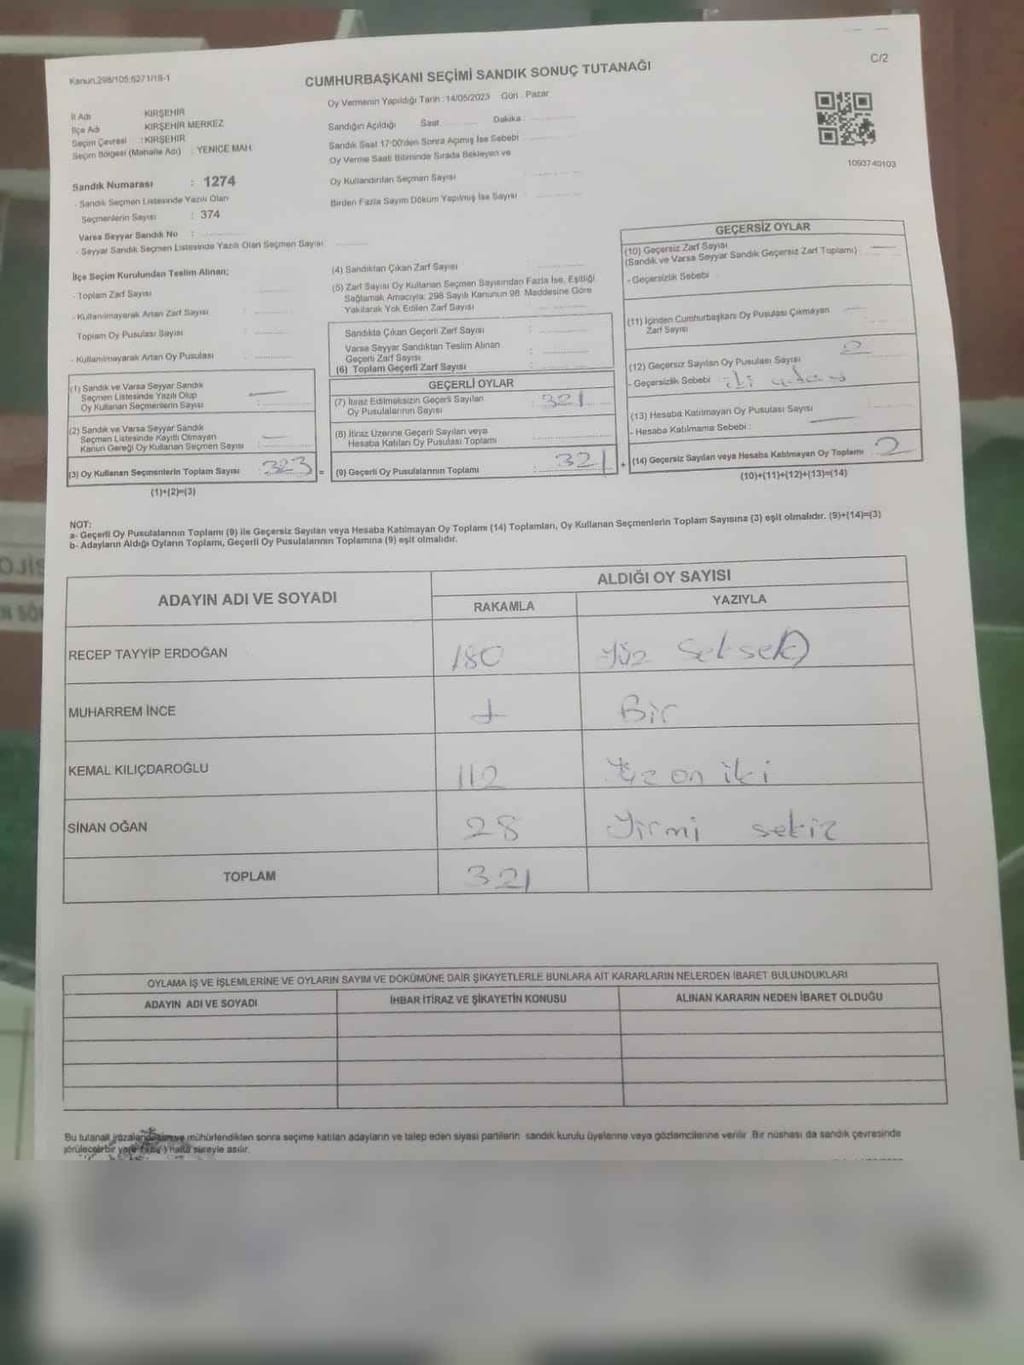 Kanun.298/105.6271/19-1
C/2
CUMHURBAŞKANI SEÇİMİ SANDIK SONUÇ TUTANAĞI
İl Adı KIRŞEHİR
İlçe Adı KIRŞEHİR MERKEZ
Seçim Çevresi : KIRŞEHİR
Seçim Bölgesi (Mahalle Adı) : YENİCE MAH.
Sandık Numarası : 1274
- Sandık Seçmen Listesinde Yazılı Olan
Seçmenlerin Sayısı : 374
Varsa Seyyar Sandık No :
- Seyyar Sandık Seçmen Listesinde Yazılı Olan Seçmen Sayısı
Oy Vermenin Yapıldığı Tarih : 14/05/2023 Gün : Pazar
Sandığın Açıldığı Saat Dakika :
Sandık Saat 17:00'den Sonra Açımış İse Sebebi
Oy Verme Saati Bitiminde Sırada Bekleyen ve
Oy Kullandırılan Seçmen Sayısı
Birden Fazla Sayım Döküm Yapılmış İse Sayısı
1093740103
İlçe Seçim Kurulundan Teslim Alınan;
- Toplam Zarf Sayısı
- Kullanılmayarak Artan Zarf Sayısı
Toplam Oy Pusulası Sayısı
- Kullanılmayarak Artan Oy Pusulası
(1) Sandık ve Varsa Seyyar Sandık
Seçmen Listesinde Yazılı Olup
Oy Kullanan Seçmenlerin Sayısı
(2) Sandık ve Varsa Seyyar Sandık
Seçmen Listesinde Kayıtlı Olmayan
Kanun Gereği Oy Kullanan Seçmen Sayısı
(3) Oy Kullanan Seçmenlerin Toplam Sayısı : 323 =
(1)+(2)=(3)
(4) Sandıktan Çıkan Zarf Sayısı
(5) Zarf Sayısı Oy Kullanan Seçmen Sayısından Fazla İse, Eşitliği
Sağlamak Amacıyla; 298 Sayılı Kanunun 98. Maddesine Göre
Yakılarak Yok Edilen Zarf Sayısı
Sandıkta Çıkan Geçerli Zarf Sayısı
Varsa Seyyar Sandıktan Teslim Alınan
Geçerli Zarf Sayısı
(6) Toplam Geçerli Zarf Sayısı
GEÇERLİ OYLAR
(7) İtiraz Edilmeksizin Geçerli Sayılan
Oy Pusulalarının Sayısı : 321
(8) İtiraz Üzerine Geçerli Sayılan veya
Hesaba Katılan Oy Pusulası Toplamı
(9) Geçerli Oy Pusulalarının Toplamı : 321 +
GEÇERSİZ OYLAR
(10) Geçersiz Zarf Sayısı
(Sandık ve Varsa Seyyar Sandık Geçersiz Zarf Toplamı)
- Geçersizlik Sebebi
(11) İçinden Cumhurbaşkanı Oy Pusulası Çıkmayan
Zarf Sayısı
(12) Geçersiz Sayılan Oy Pusulası Sayısı 2
- Geçersizlik Sebebi
(13) Hesaba Katılmayan Oy Pusulası Sayısı
- Hesaba Katılmama Sebebi :
(14) Geçersiz Sayılan veya Hesaba Katılmayan Oy Toplamı 2
(10)+(11)+(12)+(13)=(14)
NOT:
a- Geçerli Oy Pusulalarının Toplamı (9) ile Geçersiz Sayılan veya Hesaba Katılmayan Oy Toplamı (14) Toplamları, Oy Kullanan Seçmenlerin Toplam Sayısına (3) eşit olmalıdır. (9)+(14)=(3)
b- Adayların Aldığı Oyların Toplamı, Geçerli Oy Pusulalarının Toplamına (9) eşit olmalıdır.
ADAYIN ADI VE SOYADI
ALDIĞI OY SAYISI
RAKAMLA YAZIYLA
RECEP TAYYİP ERDOĞAN 180 Yüz Seksen
MUHARREM İNCE 1 Bir
KEMAL KILIÇDAROĞLU 112 Yüz on iki
SİNAN OĞAN 28 Yirmi sekiz
TOPLAM 321
OYLAMA İŞ VE İŞLEMLERİNE VE OYLARIN SAYIM VE DÖKÜMÜNE DAİR ŞİKAYETLERLE BUNLARA AİT KARARLARIN NELERDEN İBARET BULUNDUKLARI
ADAYIN ADI VE SOYADI İHBAR İTİRAZ VE ŞİKAYETİN KONUSU ALINAN KARARIN NEDEN İBARET OLDUĞU
Bu tutanak mühürlendikten sonra seçime katılan adayların ve talep eden siyasi partilerin sandık kurulu üyelerine veya gözlemcilerine verilir. Bir nüshası da sandık çevresinde
hafta süreyle asılır.